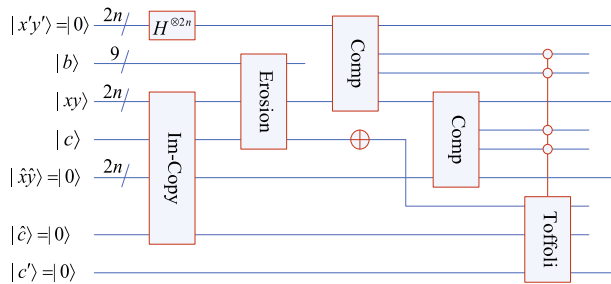 |x′y′⟩=|0⟩ 2n H⊗2n Comp
|b⟩ 9 Erosion
|xy⟩ 2n Im-Copy Comp
|c⟩
|x̂ŷ⟩=|0⟩ 2n
|ĉ⟩=|0⟩ Toffoli
|c′⟩=|0⟩